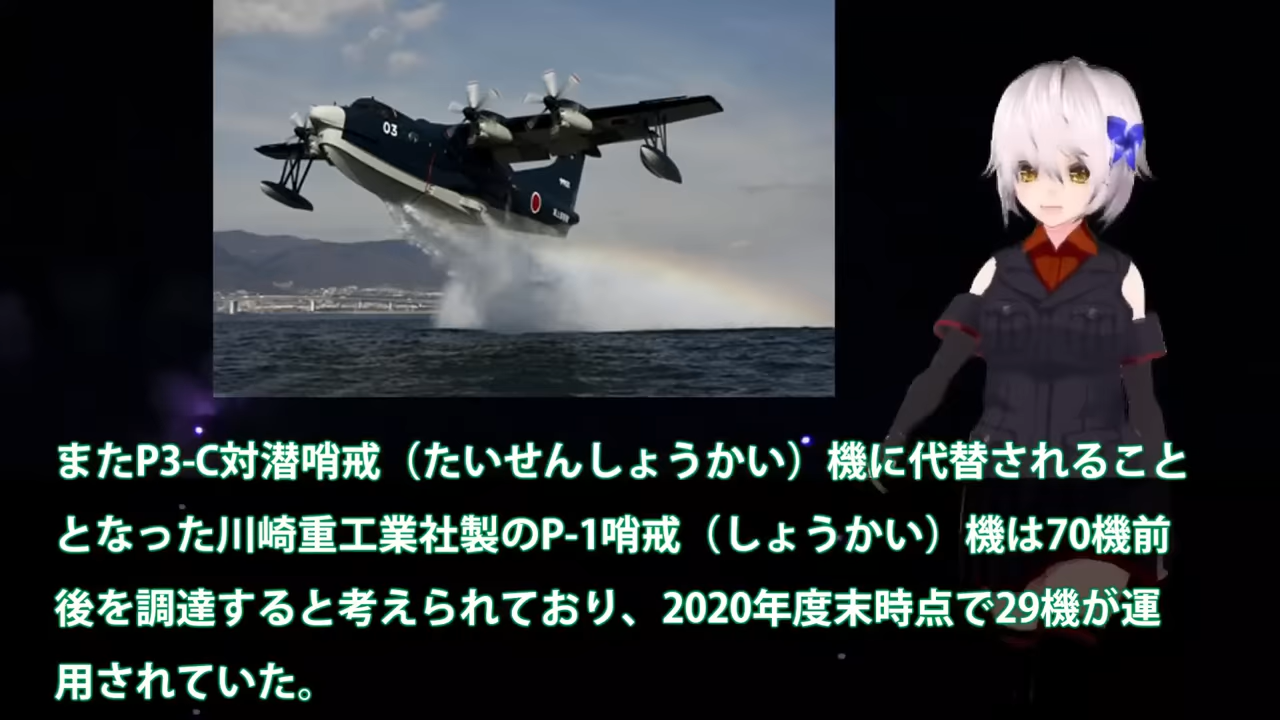 03
またP3-C対潜哨戒（たいせんしょうかい）機に代替されること
となった川崎重工業社製のP-1哨戒（しょうかい）機は70機前
後を調達すると考えられており、2020年度末時点で29機が運
用されていた。